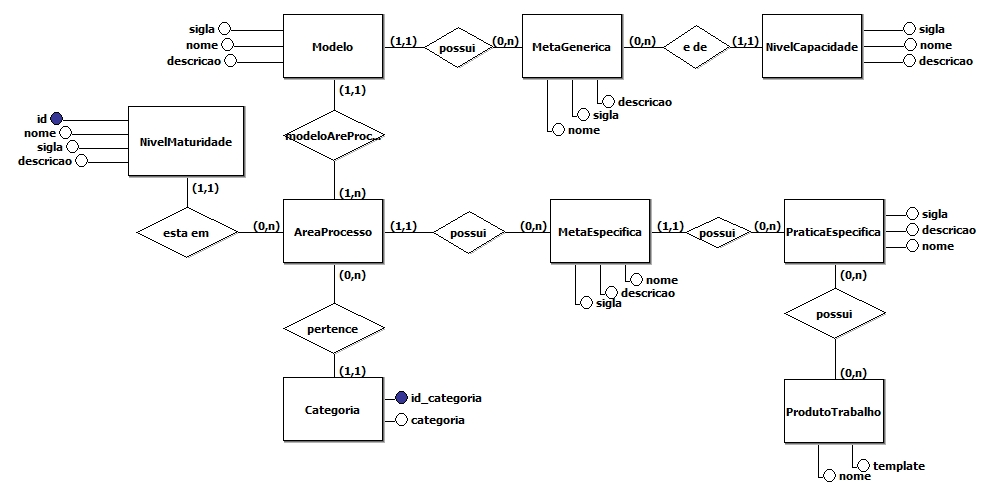 sigla
nome
descricao
Modelo
(1,1)
possui
(0,n)
MetaGenerica
(0,n)
e de
(1,1)
NivelCapacidade
sigla
nome
descricao
(1,1)
descricao
sigla
nome
id
nome
sigla
descricao
NivelMaturidade
modeloAreProc...
(1,1)
(1,n)
esta em
(0,n)
AreaProcesso
(1,1)
possui
(0,n)
MetaEspecifica
(1,1)
possui
(0,n)
PraticaEspecifica
sigla
descricao
nome
(0,n)
nome
descricao
sigla
(0,n)
pertence
possui
(1,1)
(0,n)
Categoria
id_categoria
categoria
ProdutoTrabalho
template
nome